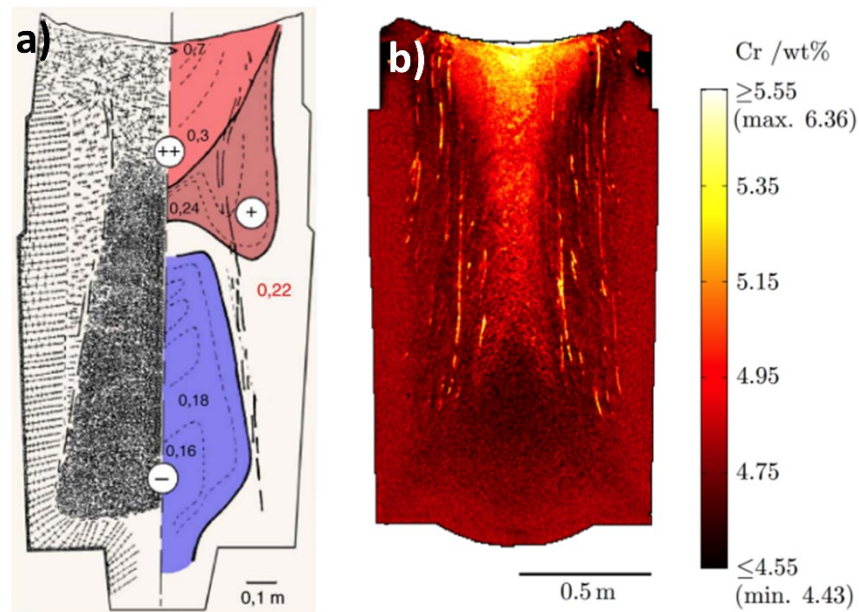 a)
> 0,7
++
0,3
0,24
+
0,22
0,18
0,16
−
0,1 m
b)
0.5 m
Cr /wt%
≥5.55
(max. 6.36)
5.35
5.15
4.95
4.75
≤4.55
(min. 4.43)